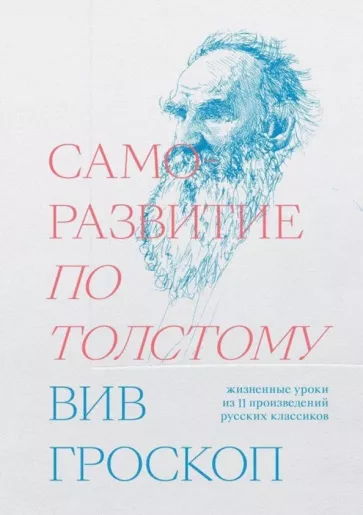 САМО-
РАЗВИТИЕ
ПО
ТОЛСТОМУ
ВИВ
ГРОСКОП
жизненные уроки
из 11 произведений
русских классиков